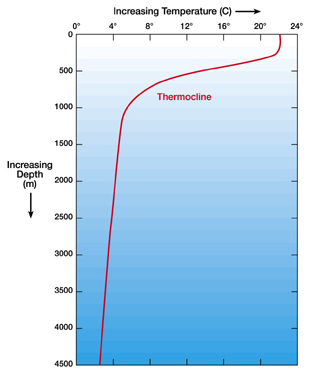 Increasing Temperature (C)
0° 4° 8° 12° 16° 20° 24°
0
500
Thermocline
1000
1500
Increasing
Depth
(m)
2000
2500
3000
3500
4000
4500